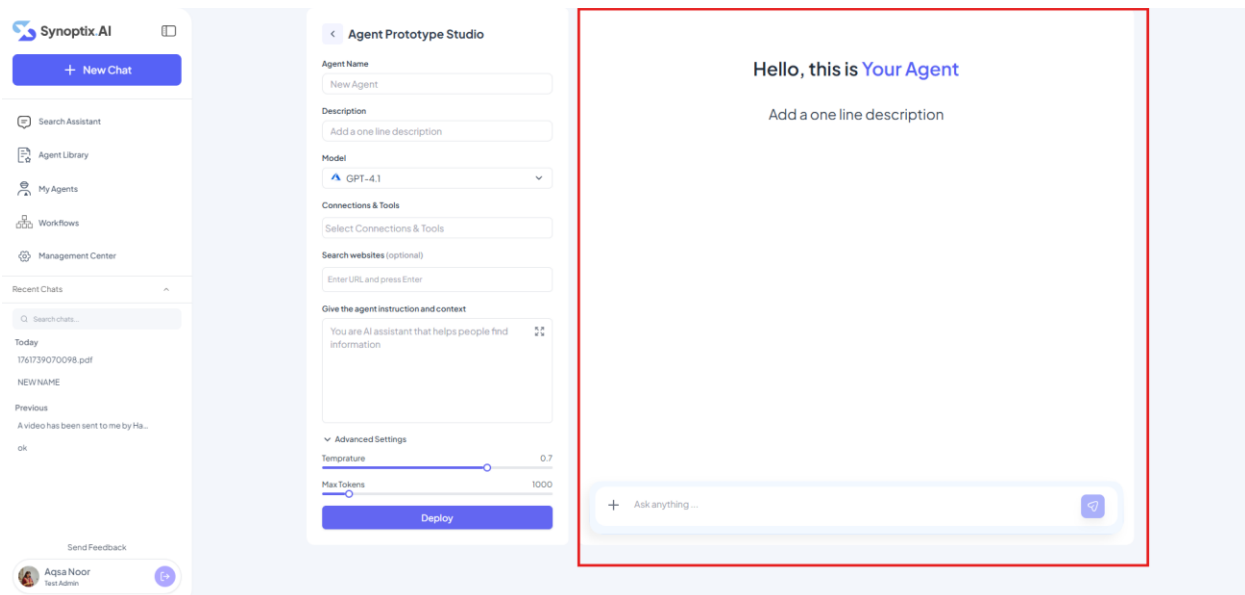 Synoptix.AI
+ New Chat
Search Assistant
Agent Library
My Agents
Workflows
Management Center
Recent Chats
Search chats...
Today
1761739070098.pdf
NEW NAME
Previous
A video has been sent to me by Ha...
ok
Send Feedback
Aqsa Noor
Test Admin
Agent Prototype Studio
Agent Name
New Agent
Description
Add a one line description
Model
GPT-4.1
Connections & Tools
Select Connections & Tools
Search websites (optional)
Enter URL and press Enter
Give the agent instruction and context
You are AI assistant that helps people find
information
Advanced Settings
Temprature 0.7
Max Tokens 1000
Deploy
Hello, this is Your Agent
Add a one line description
Ask anything ...